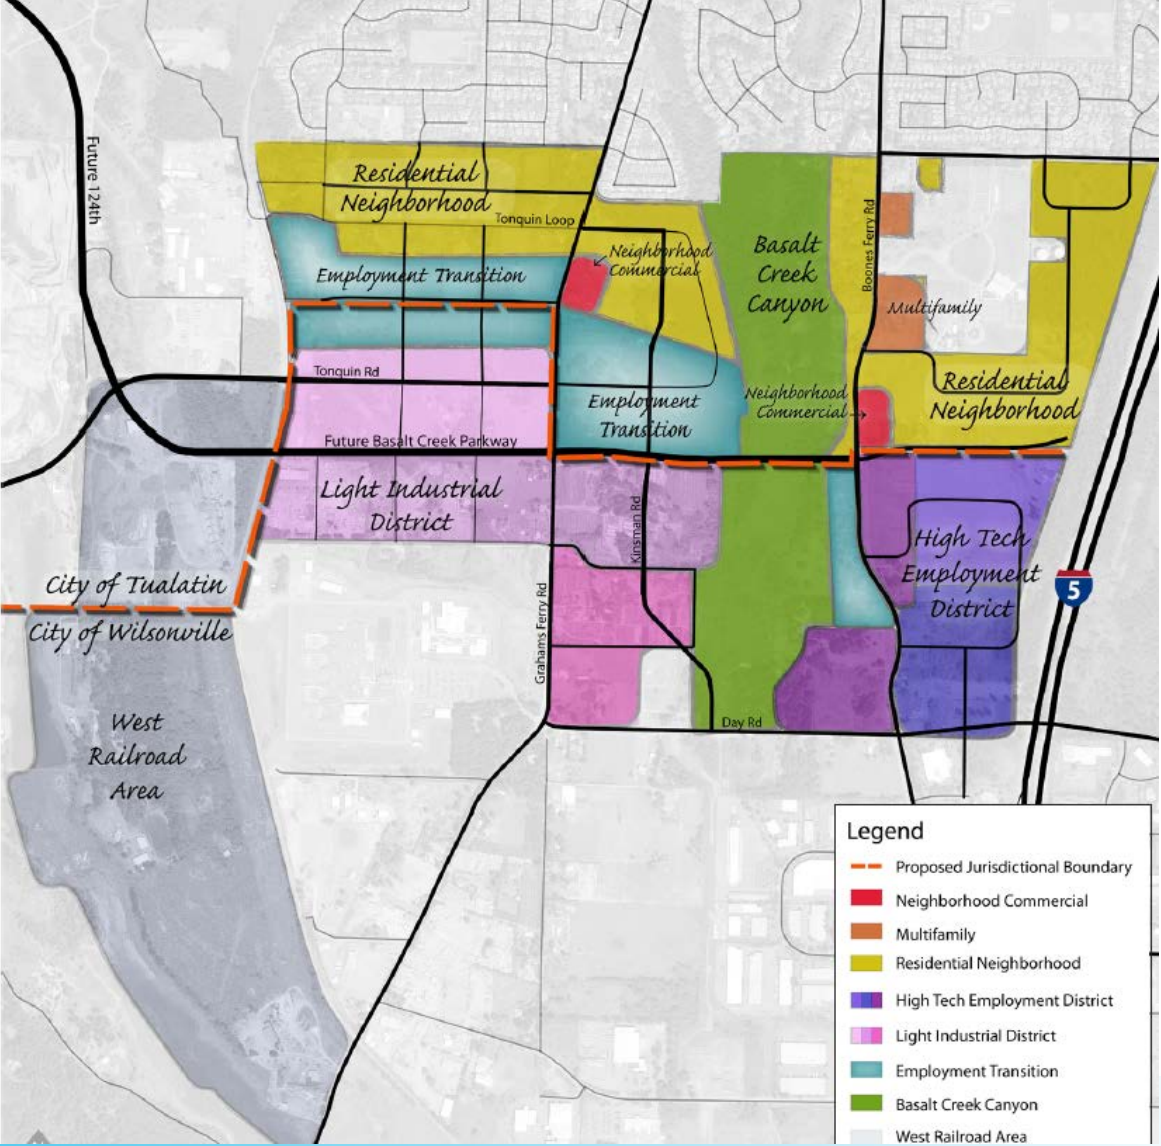 Future 124th
Residential
Neighborhood
Tonquin Loop
Employment Transition
Neighborhood
Commercial
Basalt
Creek
Canyon
Boones Ferry Rd
Multifamily
Tonquin Rd
Employment
Transition
Neighborhood
Commercial
Residential
Neighborhood
Future Basalt Creek Parkway
Light Industrial
District
Kinsman Rd
High Tech
Employment
District
5
City of Tualatin
City of Wilsonville
Grahams Ferry Rd
West
Railroad
Area
Day Rd
Legend
Proposed Jurisdictional Boundary
Neighborhood Commercial
Multifamily
Residential Neighborhood
High Tech Employment District
Light Industrial District
Employment Transition
Basalt Creek Canyon
West Railroad Area